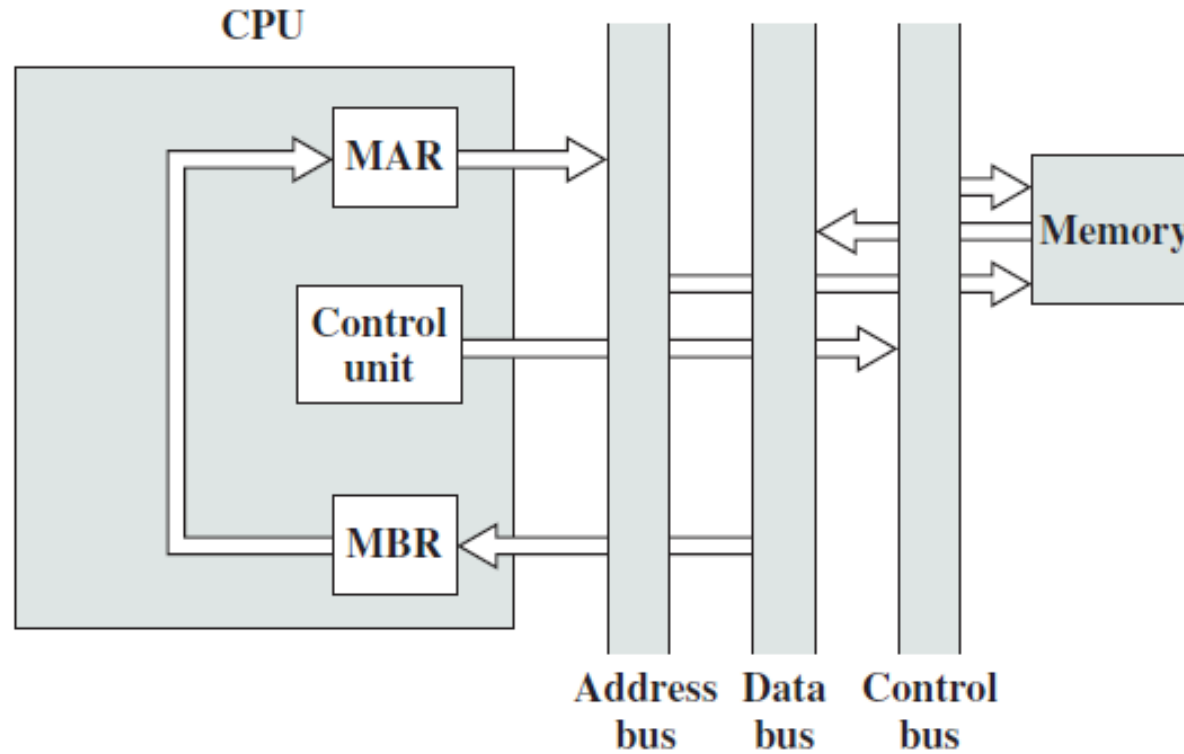 CPU
MAR
Memory
Control
unit
MBR
Address
bus
Data
bus
Control
bus